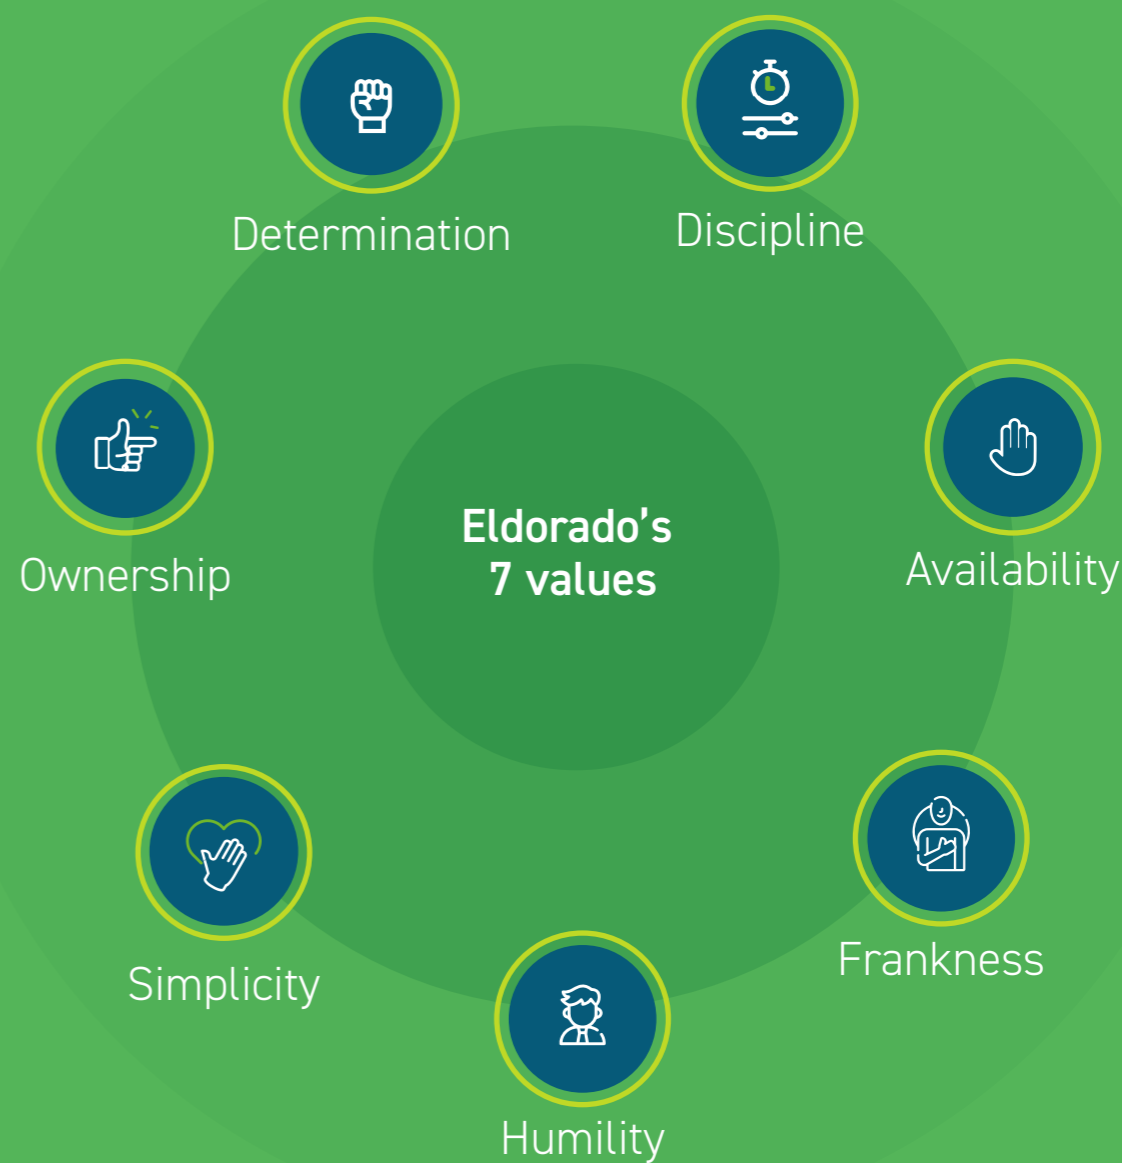 Determination
Discipline
Ownership
Eldorado’s
7 values
Availability
Simplicity
Frankness
Humility